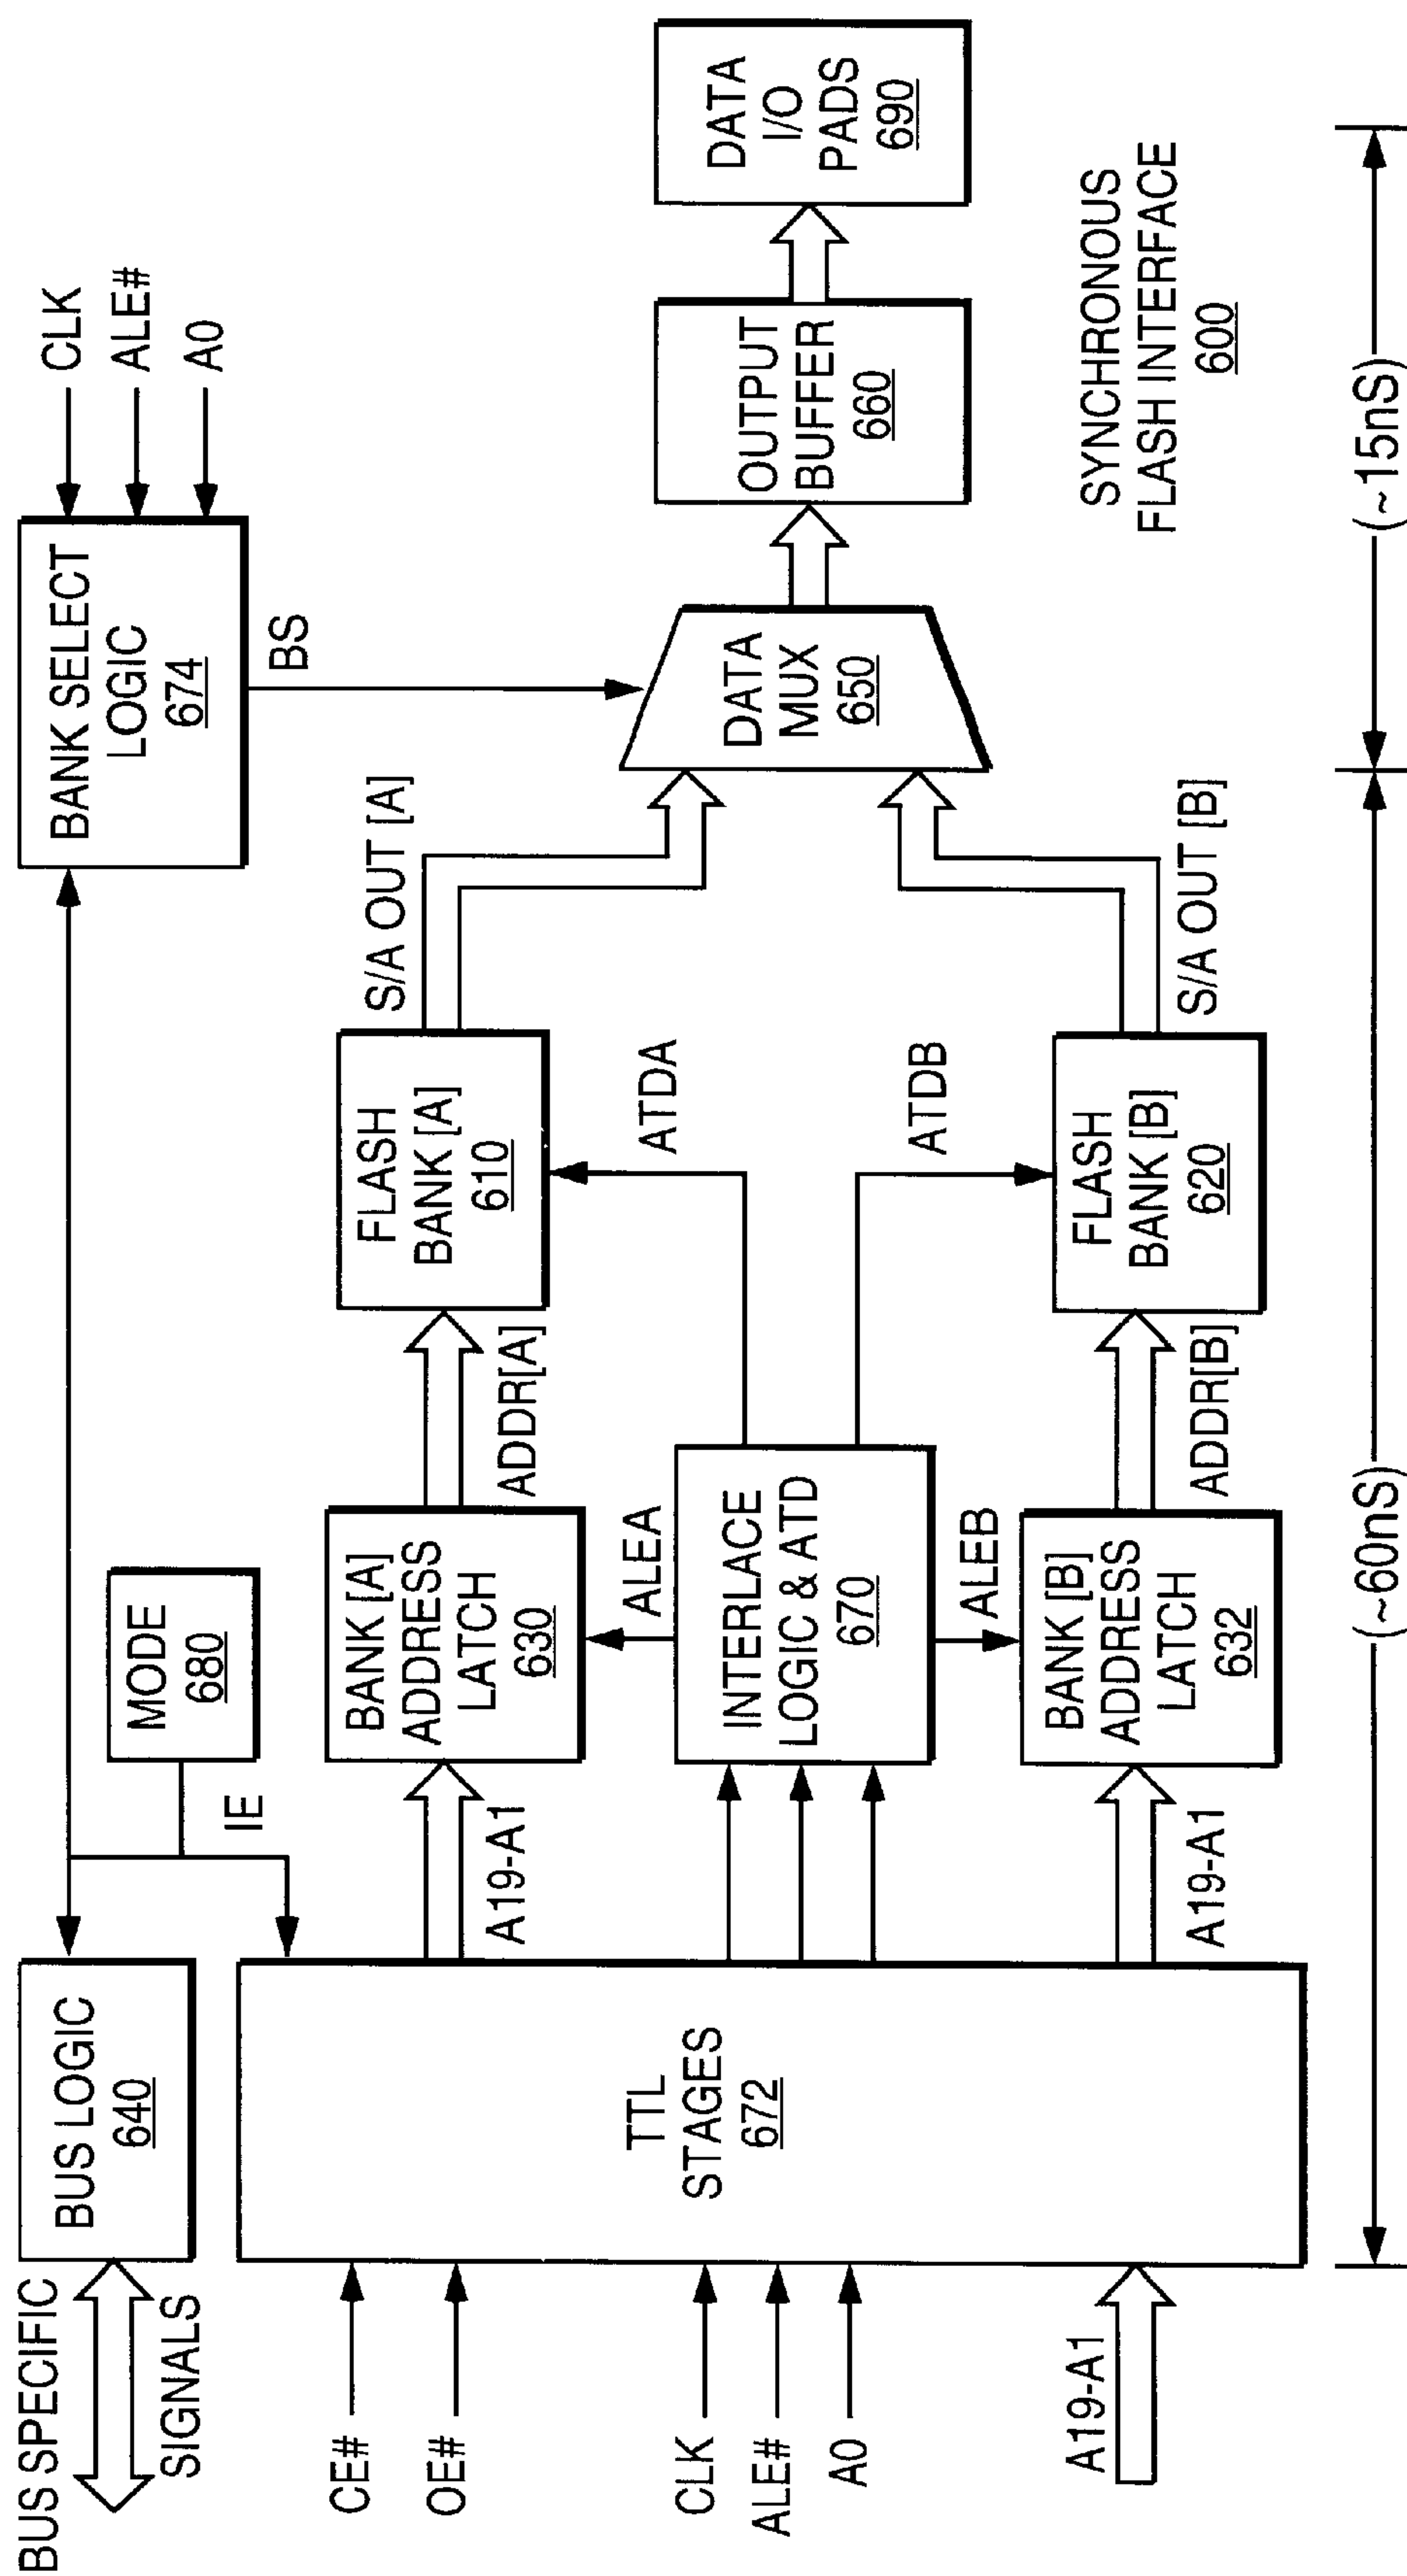 BUS SPECIFIC
SIGNALS
BUS LOGIC
640
MODE
680
IE
BANK SELECT
LOGIC
674
CLK
ALE#
A0
BS
CE#
OE#
CLK
ALE#
A0
A19-A1
TTL
STAGES
672
A19-A1
A19-A1
BANK [A]
ADDRESS
LATCH
630
ALEA
INTERLACE
LOGIC & ATD
670
ALEB
BANK [B]
ADDRESS
LATCH
632
ADDR[A]
ADDR[B]
FLASH
BANK [A]
610
ATDA
ATDB
FLASH
BANK [B]
620
S/A OUT [A]
S/A OUT [B]
DATA
MUX
650
OUTPUT
BUFFER
660
DATA
I/O
PADS
690
SYNCHRONOUS
FLASH INTERFACE
600
(~60nS)
(~15nS)